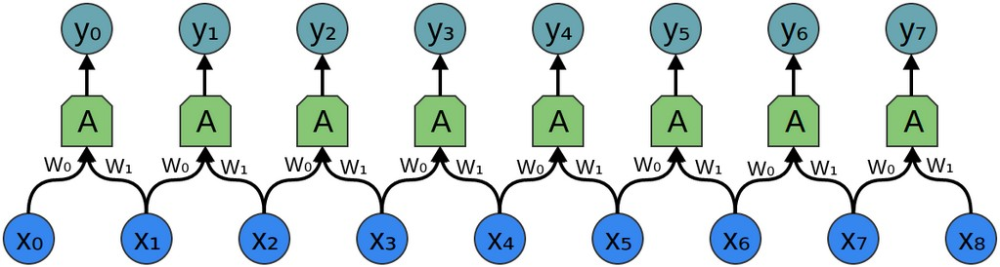 y₀ y₁ y₂ y₃ y₄ y₅ y₆ y₇
A A A A A A A A
W₀ W₁ W₀ W₁ W₀ W₁ W₀ W₁ W₀ W₁ W₀ W₁ W₀ W₁ W₀ W₁
x₀ x₁ x₂ x₃ x₄ x₅ x₆ x₇ x₈